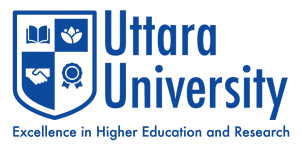 Uttara
University
Excellence in Higher Education and Research